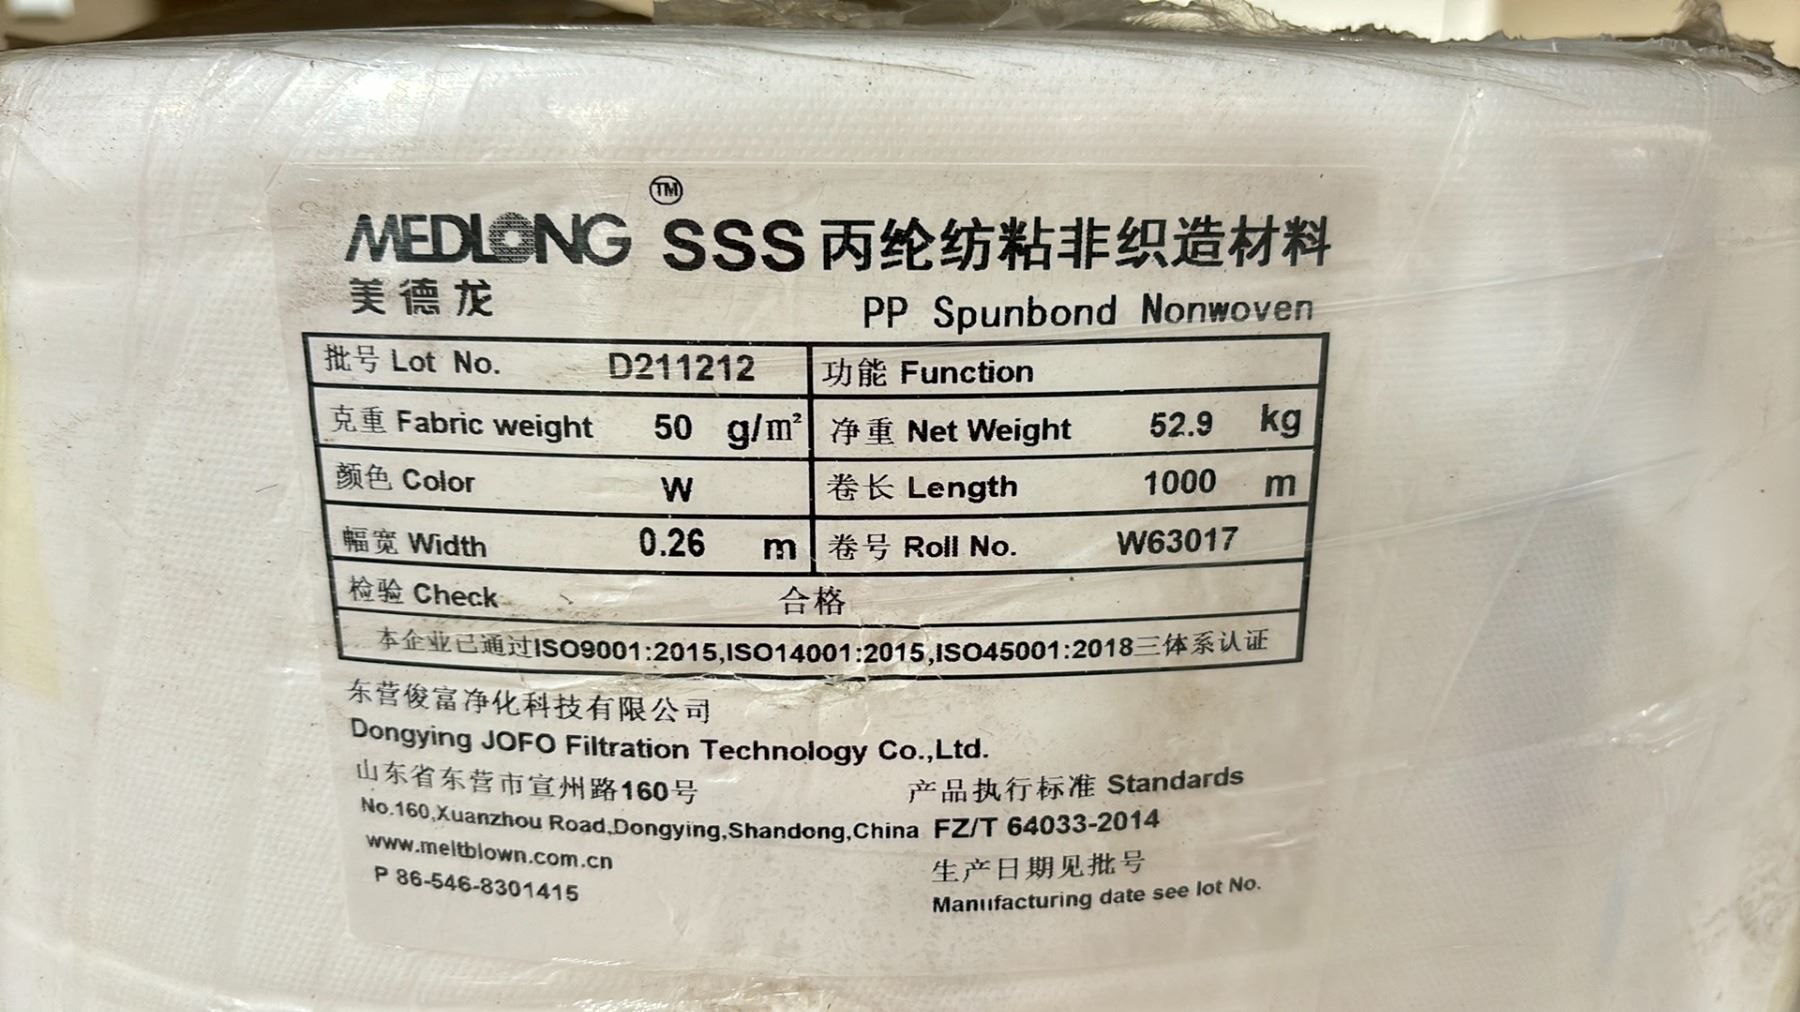 MEDLONG™ SSS丙纶纺粘非织造材料
美德龙
PP Spunbond Nonwoven
批号 Lot No. D211212 功能 Function
克重 Fabric weight 50 g/m² 净重 Net Weight 52.9 kg
颜色 Color W 卷长 Length 1000 m
幅宽 Width 0.26 m 卷号 Roll No. W63017
检验 Check 合格
本企业已通过ISO9001:2015,ISO14001:2015,ISO45001:2018三体系认证
东营俊富净化科技有限公司
Dongying JOFO Filtration Technology Co.,Ltd.
山东省东营市宣州路160号 产品执行标准 Standards
No.160,Xuanzhou Road,Dongying,Shandong,China FZ/T 64033-2014
www.meltblown.com.cn 生产日期见批号
P 86-546-8301415 Manufacturing date see lot No.